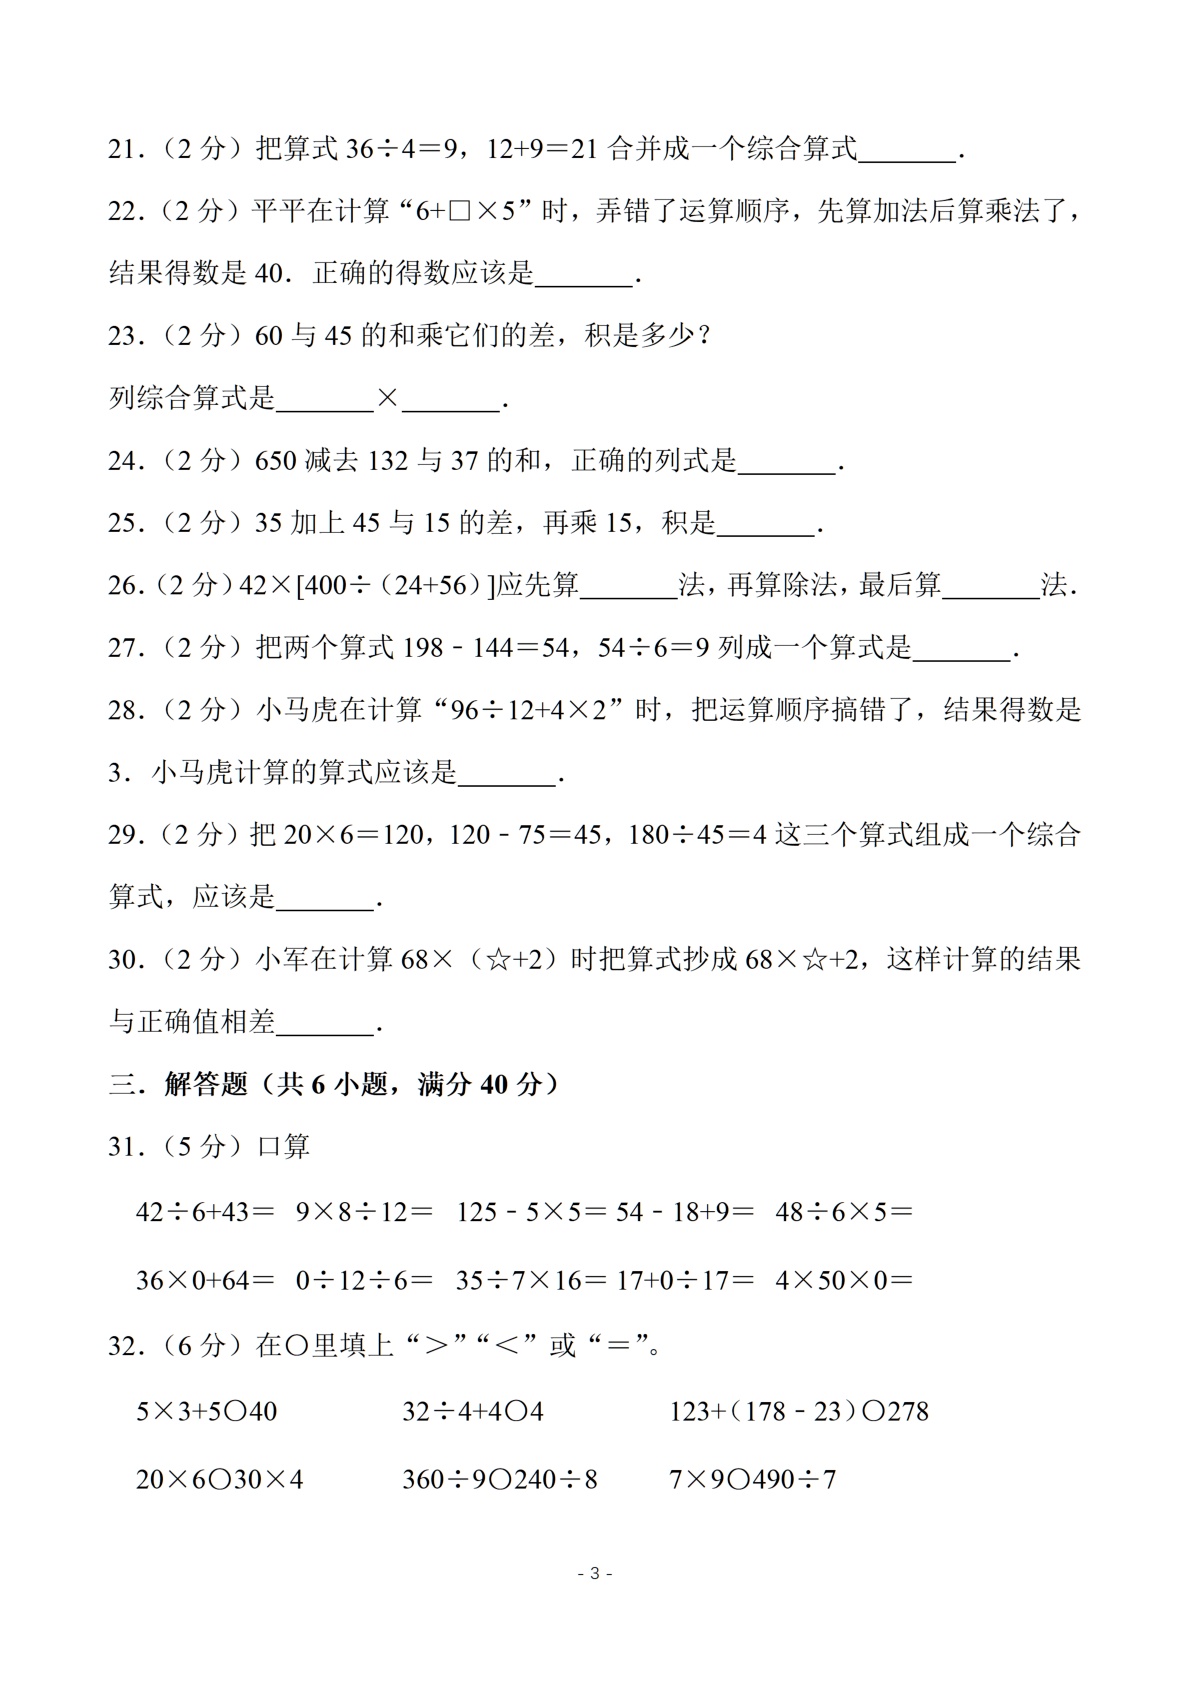 21.（2 分）把算式 36÷4＝9，12+9＝21 合并成一个综合算式_______．
22.（2 分）平平在计算“6+□×5”时，弄错了运算顺序，先算加法后算乘法了，
结果得数是 40．正确的得数应该是_______．
23.（2 分）60 与 45 的和乘它们的差，积是多少？
列综合算式是_______×_______．
24.（2 分）650 减去 132 与 37 的和，正确的列式是_______．
25.（2 分）35 加上 45 与 15 的差，再乘 15，积是_______．
26.（2 分）42×[400÷（24+56）]应先算_______法，再算除法，最后算_______法．
27.（2 分）把两个算式 198﹣144＝54，54÷6＝9 列成一个算式是_______．
28.（2 分）小马虎在计算“96÷12+4×2”时，把运算顺序搞错了，结果得数是
3．小马虎计算的算式应该是_______．
29.（2 分）把 20×6＝120，120﹣75＝45，180÷45＝4 这三个算式组成一个综合
算式，应该是_______．
30.（2 分）小军在计算 68×（☆+2）时把算式抄成 68×☆+2，这样计算的结果
与正确值相差_______．
三．解答题（共 6 小题，满分 40 分）
31.（5 分）口算
42÷6+43＝ 9×8÷12＝ 125﹣5×5＝ 54﹣18+9＝ 48÷6×5＝
36×0+64＝ 0÷12÷6＝ 35÷7×16＝ 17+0÷17＝ 4×50×0＝
32.（6 分）在〇里填上“＞”“＜”或“＝”。
5×3+5〇40 32÷4+4〇4 123+（178﹣23）〇278
20×6〇30×4 360÷9〇240÷8 7×9〇490÷7
- 3 -